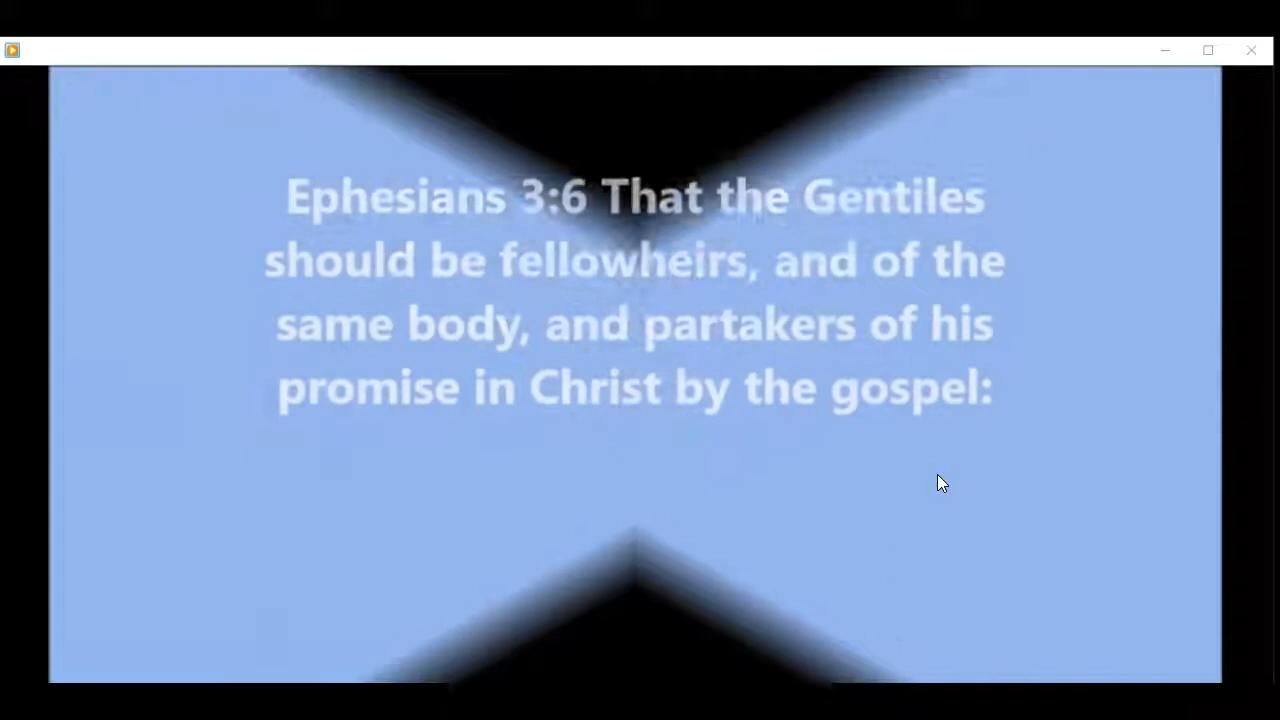 Ephesians 3:6 That the Gentiles
should be fellowheirs, and of the
same body, and partakers of his
promise in Christ by the gospel: